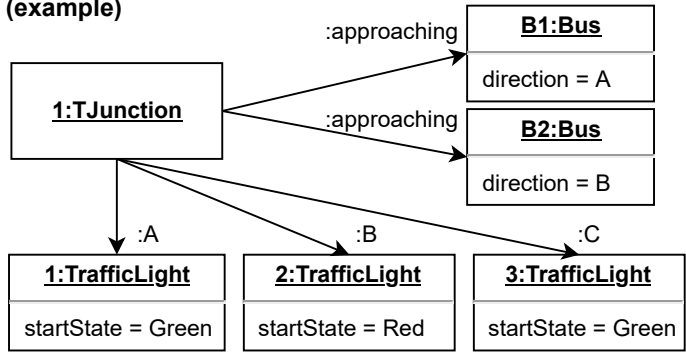 (example)
:approaching
B1:Bus
direction = A
1:TJunction
:approaching
B2:Bus
direction = B
:A
:B
:C
1:TrafficLight
startState = Green
2:TrafficLight
startState = Red
3:TrafficLight
startState = Green